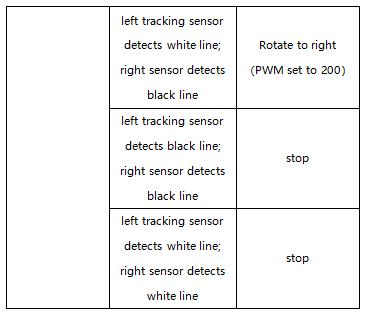 left tracking sensor
detects white line;
right sensor detects
black line
Rotate to right
(PWM set to 200)
left tracking sensor
detects black line;
right sensor detects
black line
stop
left tracking sensor
detects white line;
right sensor detects
white line
stop